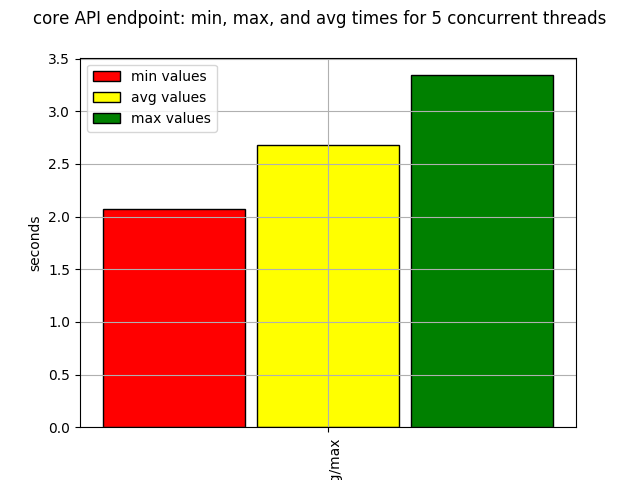 core API endpoint: min, max, and avg times for 5 concurrent threads
3.5
3.0
2.5
2.0
1.5
1.0
0.5
0.0
seconds
min values
avg values
max values
g/max